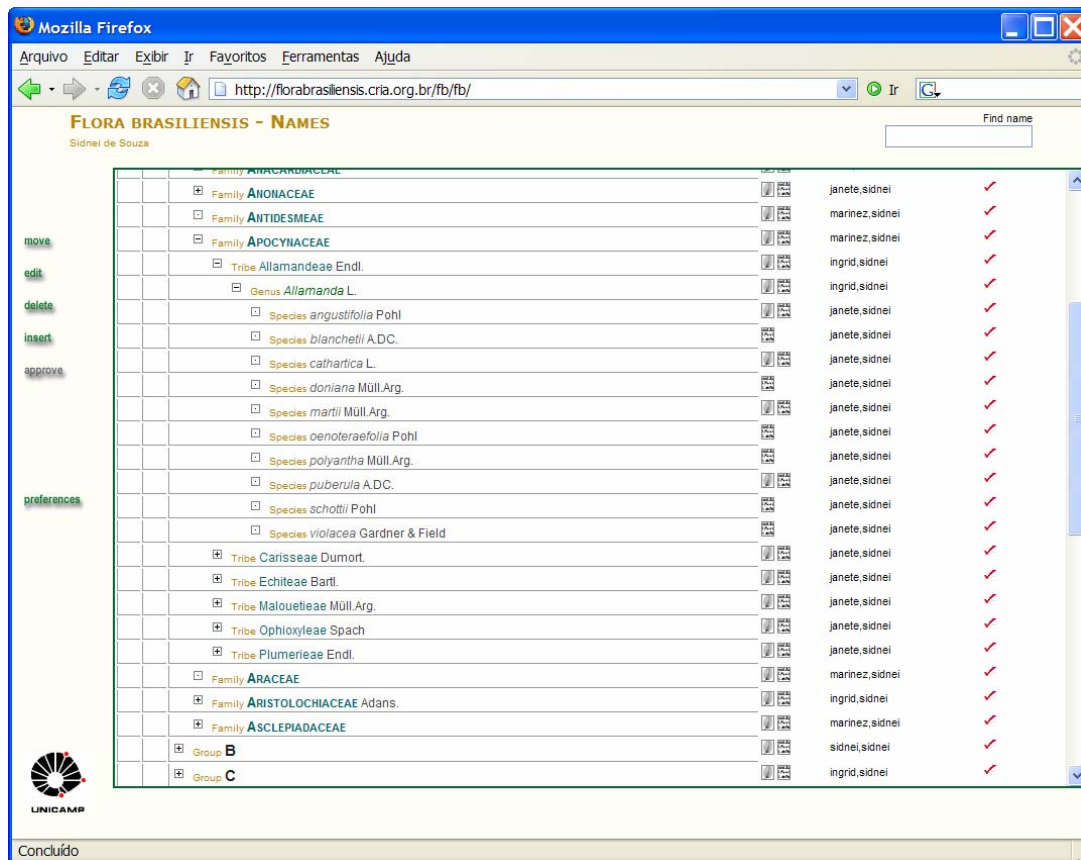 Mozilla Firefox
Arquivo Editar Exibir Ir Favoritos Ferramentas Ajuda
http://florabrasiliensis.cria.org.br/fb/fb/ Ir G
FLORA BRASILIENSIS - NAMES
Find name
Sidnei de Souza
Family ANACARDIACEAE
Family ANONACEAE janete,sidnei
Family ANTIDESMEAE marinez,sidnei
move
Family APOCYNACEAE marinez,sidnei
Tribe Allamandeae Endl. ingrid,sidnei
edit
Genus Allamanda L. ingrid,sidnei
delete
Species angustifolia Pohl janete,sidnei
insert
Species blanchetii A.DC. janete,sidnei
Species cathartica L. janete,sidnei
approve
Species doniana Müll.Arg. janete,sidnei
Species martii Müll.Arg. janete,sidnei
Species oenoteraefolia Pohl janete,sidnei
Species polyantha Müll.Arg. janete,sidnei
Species puberula A.DC. janete,sidnei
preferences
Species schottii Pohl janete,sidnei
Species violacea Gardner & Field janete,sidnei
Tribe Carisseae Dumort. janete,sidnei
Tribe Echiteae Bartl. janete,sidnei
Tribe Malouetieae Müll.Arg. janete,sidnei
Tribe Ophioxyleae Spach janete,sidnei
Tribe Plumerieae Endl. janete,sidnei
Family ARACEAE marinez,sidnei
Family ARISTOLOCHIACEAE Adans. ingrid,sidnei
Family ASCLEPIADACEAE marinez,sidnei
Group B sidnei,sidnei
Group C ingrid,sidnei
UNICAMP
Concluído